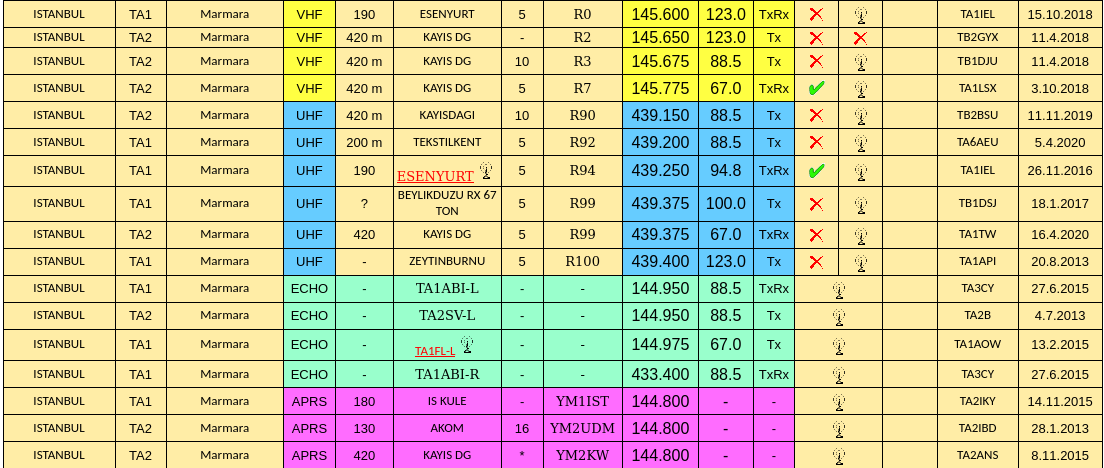 ISTANBUL TA1 Marmara VHF 190 ESENYURT 5 R0 145.600 123.0 TxRx TA1IEL 15.10.2018
ISTANBUL TA2 Marmara VHF 420 m KAYIS DG - R2 145.650 123.0 Tx TB2GYX 11.4.2018
ISTANBUL TA2 Marmara VHF 420 m KAYIS DG 10 R3 145.675 88.5 Tx TB1DJU 11.4.2018
ISTANBUL TA2 Marmara VHF 420 m KAYIS DG 5 R7 145.775 67.0 TxRx TA1LSX 3.10.2018
ISTANBUL TA2 Marmara UHF 420 m KAYISDAGI 10 R90 439.150 88.5 Tx TB2BSU 11.11.2019
ISTANBUL TA1 Marmara UHF 200 m TEKSTILKENT 5 R92 439.200 88.5 Tx TA6AEU 5.4.2020
ISTANBUL TA1 Marmara UHF 190 ESENYURT 5 R94 439.250 94.8 TxRx TA1IEL 26.11.2016
ISTANBUL TA1 Marmara UHF ? BEYLIKDUZU RX 67
TON 5 R99 439.375 100.0 Tx TB1DSJ 18.1.2017
ISTANBUL TA2 Marmara UHF 420 KAYIS DG 5 R99 439.375 67.0 TxRx TA1TW 16.4.2020
ISTANBUL TA1 Marmara UHF - ZEYTINBURNU 5 R100 439.400 123.0 Tx TA1API 20.8.2013
ISTANBUL TA1 Marmara ECHO - TA1ABI-L - - 144.950 88.5 TxRx TA3CY 27.6.2015
ISTANBUL TA2 Marmara ECHO - TA2SV-L - - 144.950 88.5 Tx TA2B 4.7.2013
ISTANBUL TA1 Marmara ECHO - TA1FL-L - - 144.975 67.0 Tx TA1AOW 13.2.2015
ISTANBUL TA1 Marmara ECHO - TA1ABI-R - - 433.400 88.5 TxRx TA3CY 27.6.2015
ISTANBUL TA1 Marmara APRS 180 IS KULE - YM1IST 144.800 - - TA2IKY 14.11.2015
ISTANBUL TA2 Marmara APRS 130 AKOM 16 YM2UDM 144.800 - - TA2IBD 28.1.2013
ISTANBUL TA2 Marmara APRS 420 KAYIS DG * YM2KW 144.800 - - TA2ANS 8.11.2015